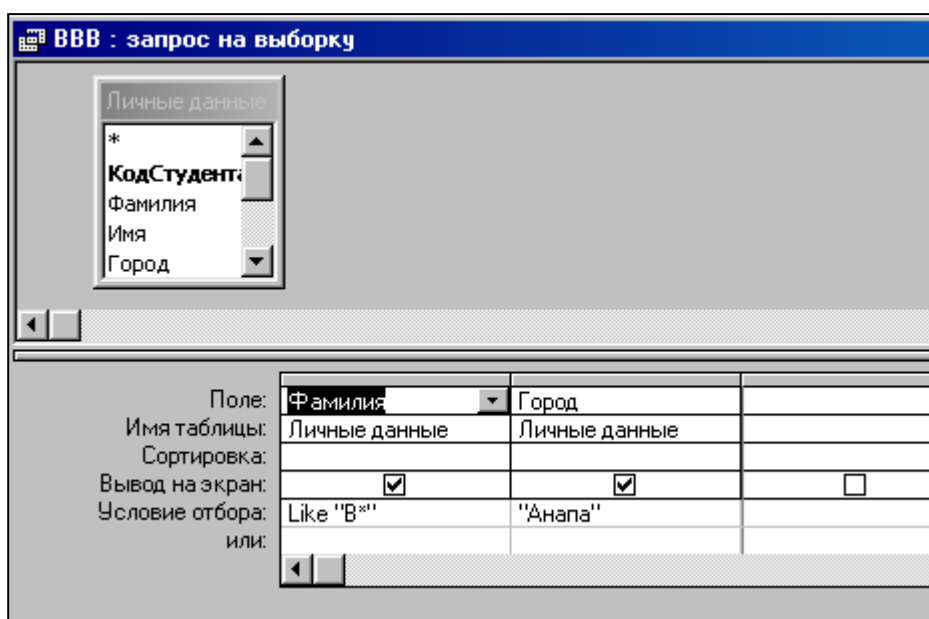 ВВВ : запрос на выборку
Личные данные
*
КодСтудента
Фамилия
Имя
Город
Поле: Фамилия Город
Имя таблицы: Личные данные Личные данные
Сортировка:
Вывод на экран:
Условие отбора: Like "В*" "Анапа"
или: